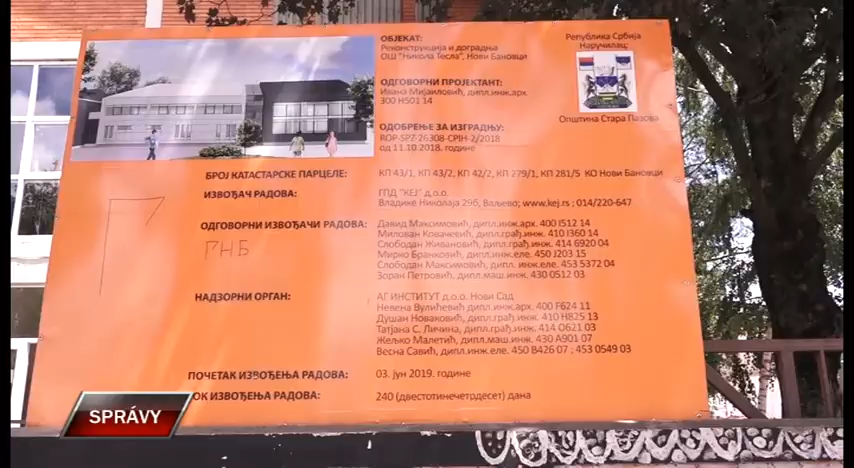 ОБЈЕКАТ:
Реконструкција и доградња
ОШ "Никола Тесла", Нови Бановци
Република Србија
Наручилац:
Општина Стара Пазова
ОДГОВОРНИ ПРОЈЕКТАНТ:
Ивана Мијаиловић, дипл.инж.арх.
300 H501 14
ОДОБРЕЊЕ ЗА ИЗГРАДЊУ:
ROP-SPZ-26308-CPIH-2/2018
од 11.10.2018. године
БРОЈ КАТАСТАРСКЕ ПАРЦЕЛЕ: КП 43/1, КП 43/2, КП 42/2, КП 279/1, КП 281/5 КО Нови Бановци
ИЗВОЂАЧ РАДОВА: ГПД "КЕЈ" д.о.о.
Владике Николаја 29б, Ваљево; www.kej.rs ; 014/220-647
ОДГОВОРНИ ИЗВОЂАЧИ РАДОВА: Давид Максимовић, дипл.инж.арх. 400 I512 14
Милован Ковачевић, дипл.грађ.инж. 410 I360 14
Слободан Живановић, дипл.грађ.инж. 414 6920 04
Мирко Бранковић, дипл.инж.еле. 450 J203 15
Слободан Максимовић, дипл. инж.еле. 453 5372 04
Зоран Петровић, дипл.маш.инж. 430 0512 03
ГНБ
НАДЗОРНИ ОРГАН: АГ ИНСТИТУТ д.о.о. Нови Сад
Невена Вулићевић дипл.инж.арх. 400 F624 11
Душан Новаковић, дипл.грађ.инж. 410 H825 13
Татјана С. Личина, дипл.грађ.инж. 414 O621 03
Жељко Малетић, дипл.маш.инж. 430 A901 07
Весна Савић, дипл.инж.еле. 450 B426 07 ; 453 0549 03
ПОЧЕТАК ИЗВОЂЕЊА РАДОВА: 03. јун 2019. године
ОК ИЗВОЂЕЊА РАДОВА: 240 (двестотинечетрдесет) дана
SPRÁVY